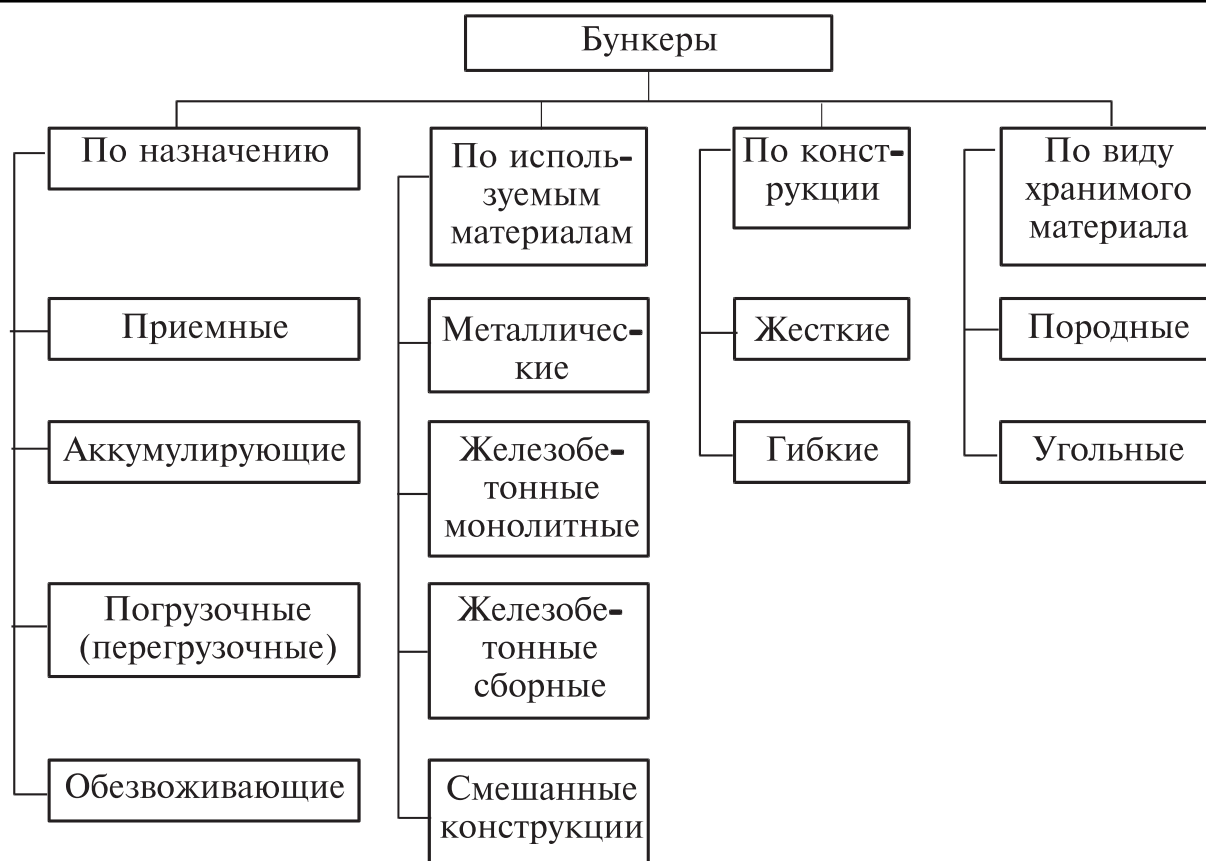 Бункеры
По назначению
Приемные
Аккумулирующие
Погрузочные
(перегрузочные)
Обезвоживающие
По исполь-
зуемым
материалам
Металличес-
кие
Железобе-
тонные
монолитные
Железобе-
тонные
сборные
Смешанные
конструкции
По конст-
рукции
Жесткие
Гибкие
По виду
хранимого
материала
Породные
Угольные